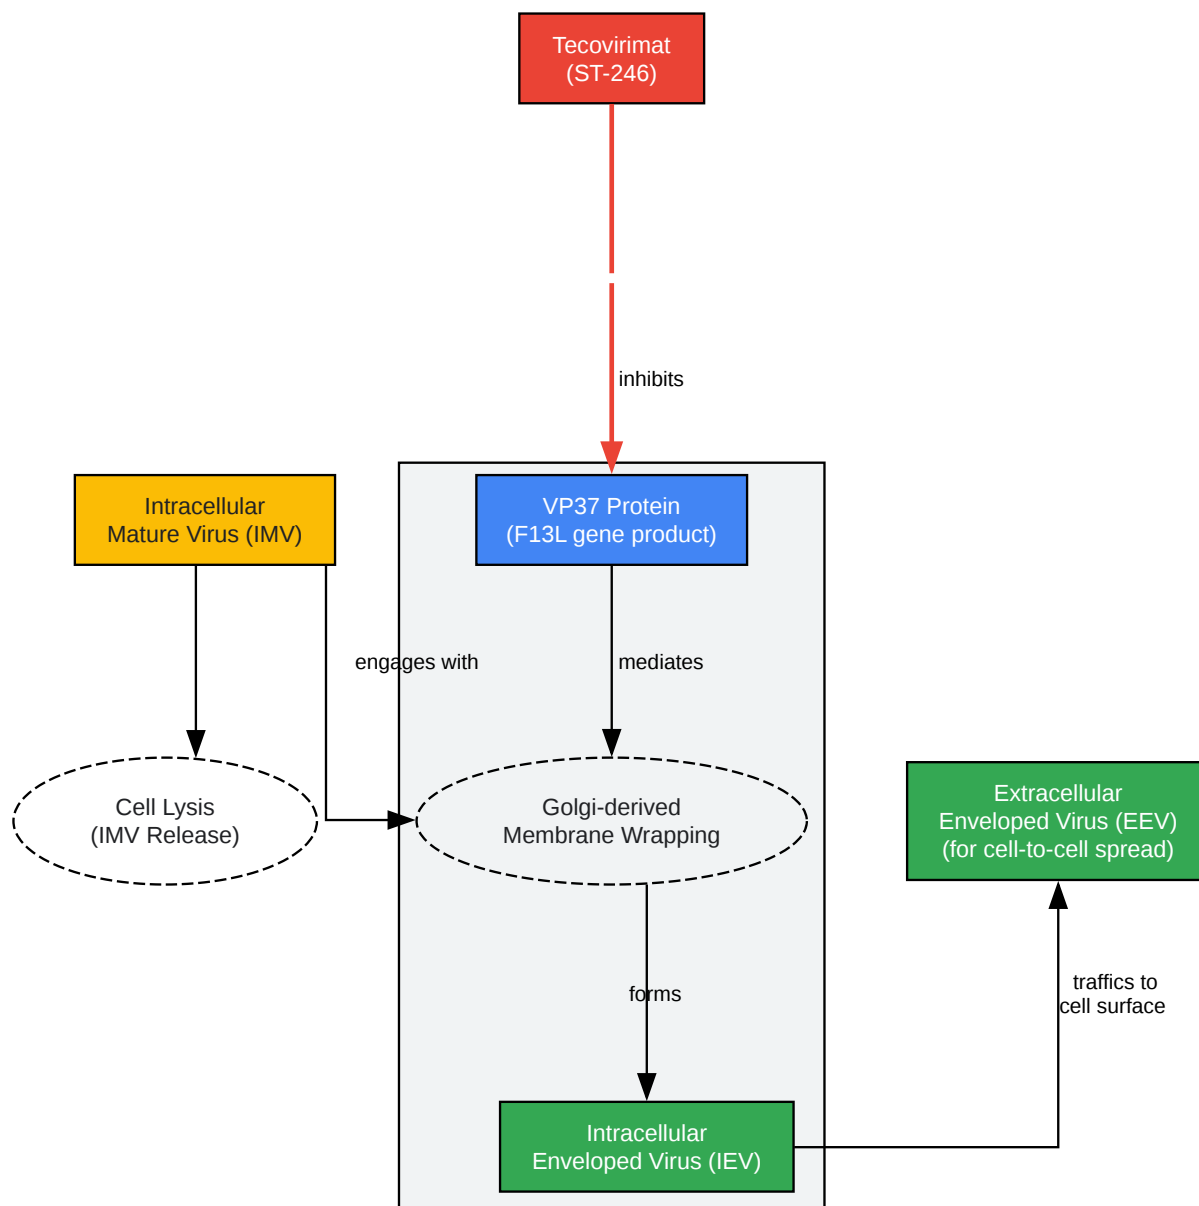 Tecovirimat
(ST-246)
inhibits
Intracellular
Mature Virus (IMV)
VP37 Protein
(F13L gene product)
engages with
mediates
Cell Lysis
(IMV Release)
Golgi-derived
Membrane Wrapping
Extracellular
Enveloped Virus (EEV)
(for cell-to-cell spread)
forms
traffics to
cell surface
Intracellular
Enveloped Virus (IEV)